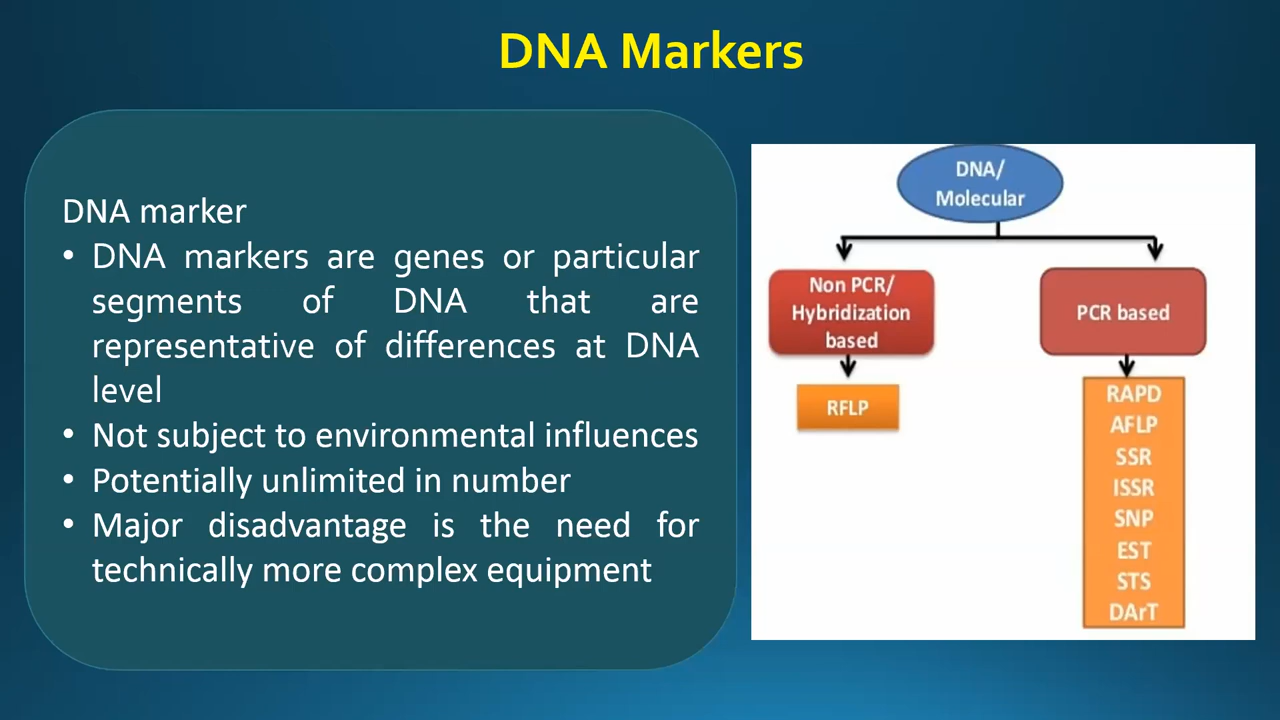 DNA Markers
DNA marker
• DNA markers are genes or particular
segments of DNA that are
representative of differences at DNA
level
• Not subject to environmental influences
• Potentially unlimited in number
• Major disadvantage is the need for
technically more complex equipment
DNA/
Molecular
Non PCR/
Hybridization
based
RFLP
PCR based
RAPD
AFLP
SSR
ISSR
SNP
EST
STS
DArT